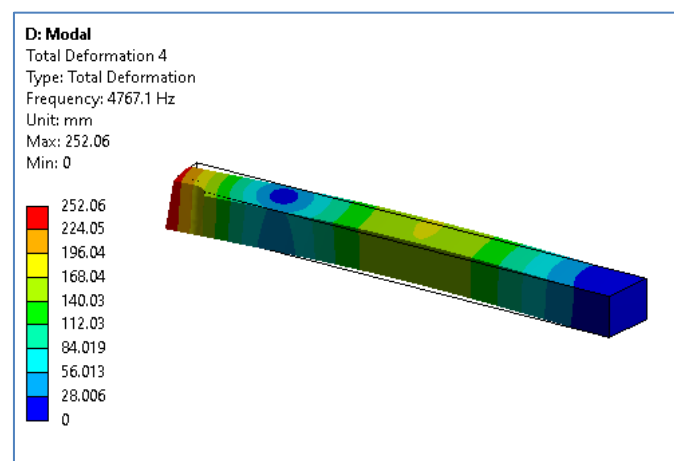 D: Modal
Total Deformation 4
Type: Total Deformation
Frequency: 4767.1 Hz
Unit: mm
Max: 252.06
Min: 0
252.06
224.05
196.04
168.04
140.03
112.03
84.019
56.013
28.006
0